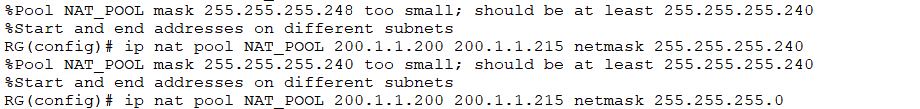 %Pool NAT_POOL mask 255.255.255.248 too small; should be at least 255.255.255.240
%Start and end addresses on different subnets
RG(config)# ip nat pool NAT_POOL 200.1.1.200 200.1.1.215 netmask 255.255.255.240
%Pool NAT_POOL mask 255.255.255.240 too small; should be at least 255.255.255.240
%Start and end addresses on different subnets
RG(config)# ip nat pool NAT_POOL 200.1.1.200 200.1.1.215 netmask 255.255.255.0